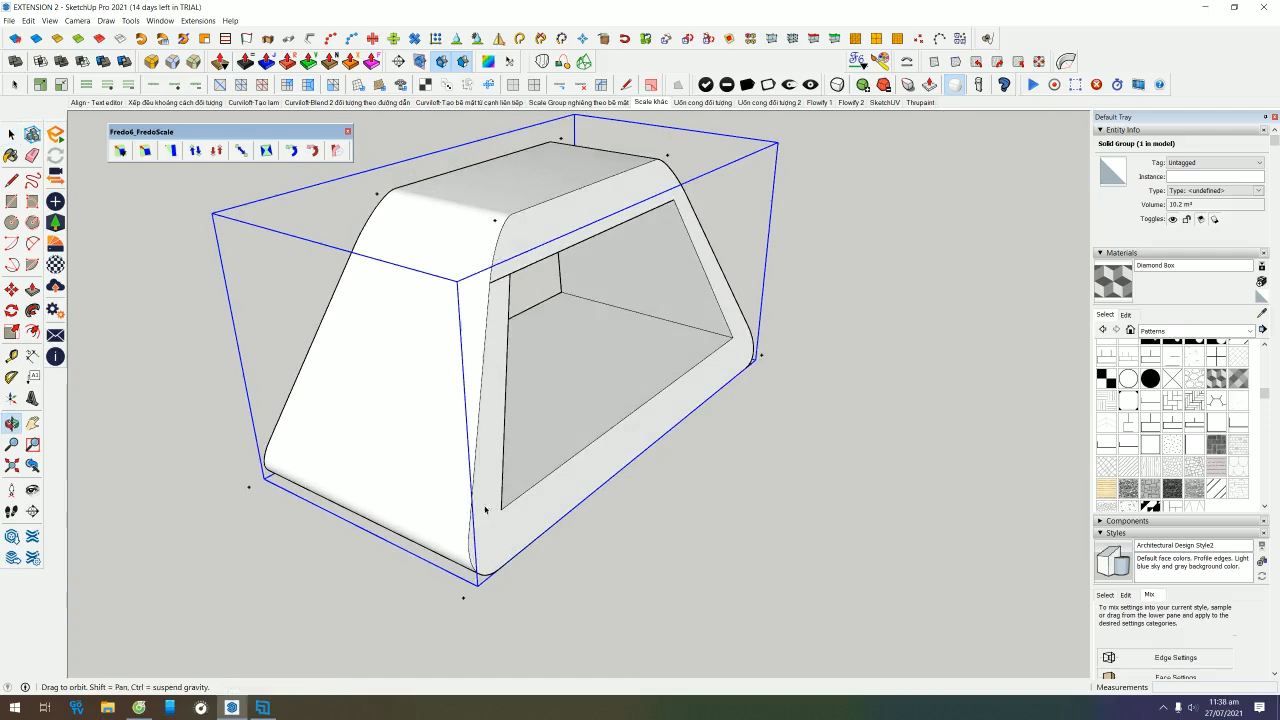 EXTENSION 2 - SketchUp Pro 2021 (14 days left in TRIAL)
File Edit View Camera Draw Tools Window Extensions Help
Align - Text editor Xếp đều khoảng cách đối tượng Curviloft-Tạo lam Curviloft-Blend 2 đối tượng theo đường dẫn Curviloft-Tạo bề mặt từ cạnh liên tiếp Scale Group nghiêng theo bề mặt Scale khác Uốn cong đối tượng Uốn cong đối tượng 2 Flowify 1 Flowify 2 SketchUV Thrupaint
Fredo6_FredoScale
Default Tray
Entity Info
Solid Group (1 in model)
Tag: Untagged
Instance:
Type: Type: <undefined>
Volume: 10.2 m³
Toggles:
Materials
Diamond Box
Select Edit
Patterns
Components
Styles
Architectural Design Style2
Default face colors. Profile edges. Light
blue sky and gray background color.
Select Edit Mix
To mix settings into your current style, sample
or drag from the lower pane and apply to the
desired settings categories.
Edge Settings
Face Settings
Drag to orbit. Shift = Pan, Ctrl = suspend gravity.
Measurements
11:38 am
27/07/2021